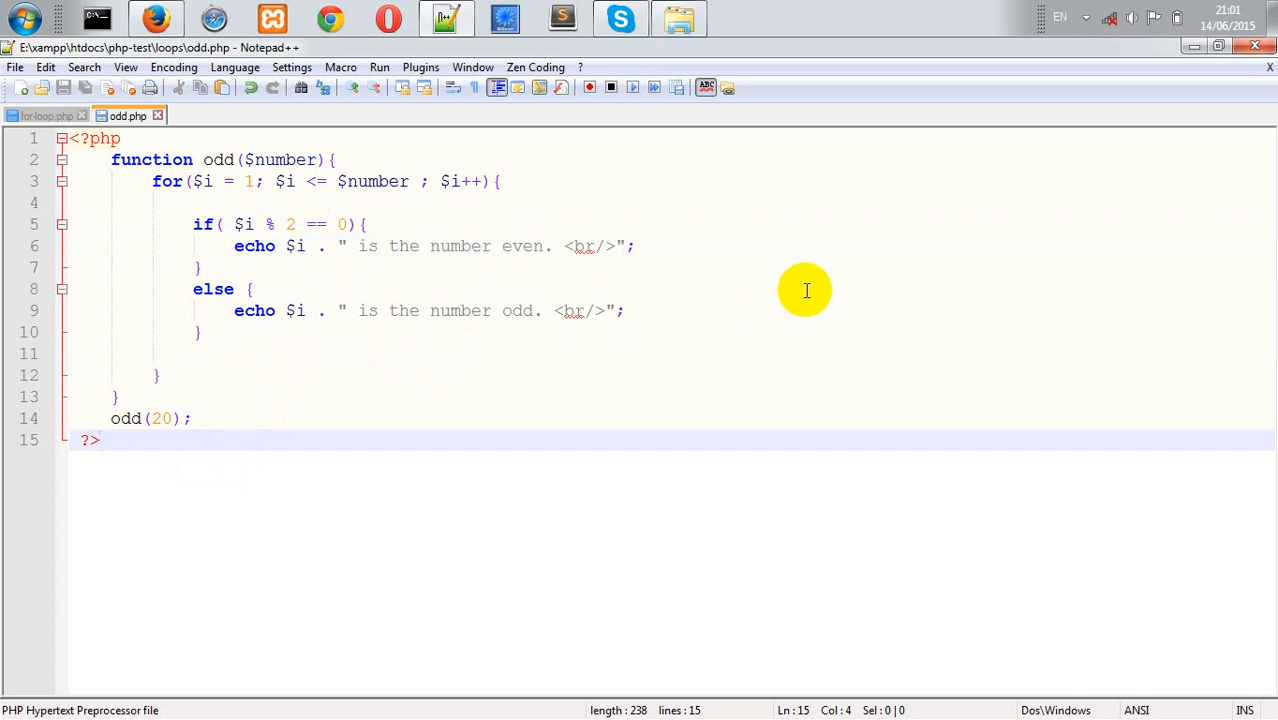 C:\
EN
21:01
14/06/2015
E:\xampp\htdocs\php-test\loops\odd.php - Notepad++
File Edit Search View Encoding Language Settings Macro Run Plugins Window Zen Coding ? X
ABC
for-loop.php odd.php
1 <?php
2 function odd($number){
3 for($i = 1; $i <= $number ; $i++){
4
5 if( $i % 2 == 0){
6 echo $i . " is the number even. <br/>";
7 }
8 else {
9 echo $i . " is the number odd. <br/>";
10 }
11
12 }
13 }
14 odd(20);
15 ?>
PHP Hypertext Preprocessor file length : 238 lines : 15 Ln : 15 Col : 4 Sel : 0 | 0 Dos\Windows ANSI INS